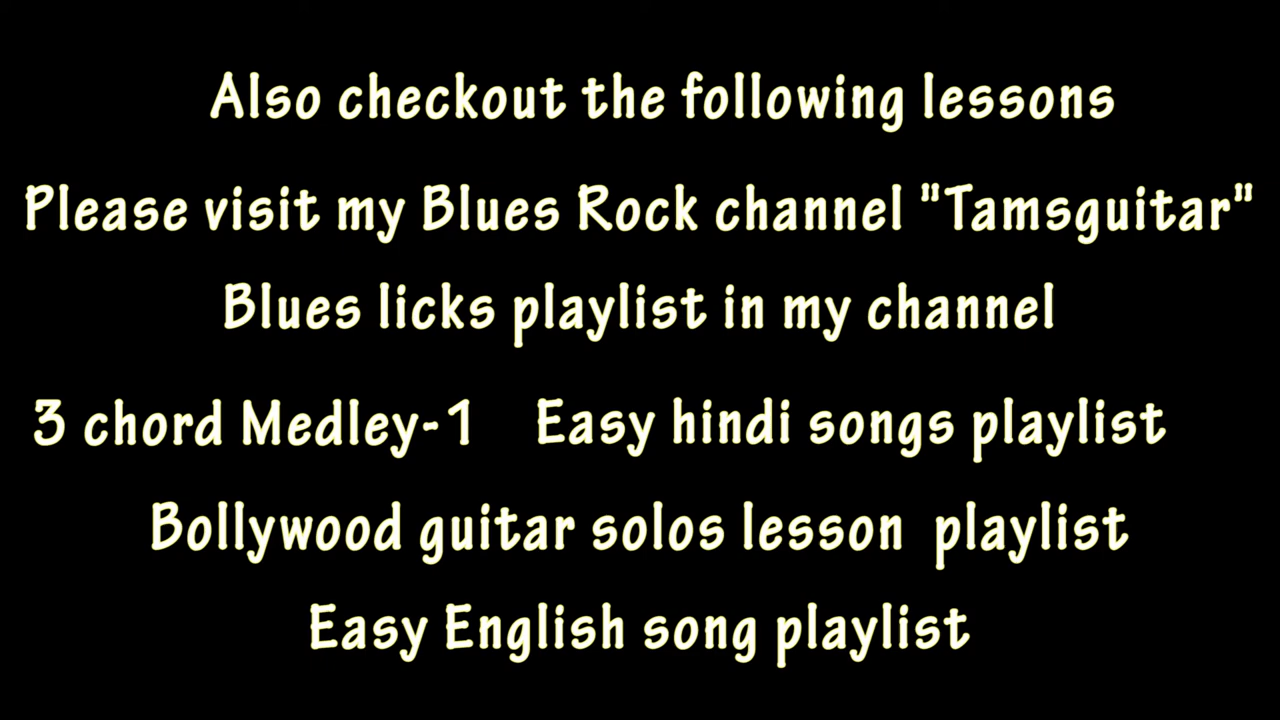 Also checkout the following lessons
Please visit my Blues Rock channel "Tamsguitar"
Blues licks playlist in my channel
3 chord Medley-1 Easy hindi songs playlist
Bollywood guitar solos lesson playlist
Easy English song playlist